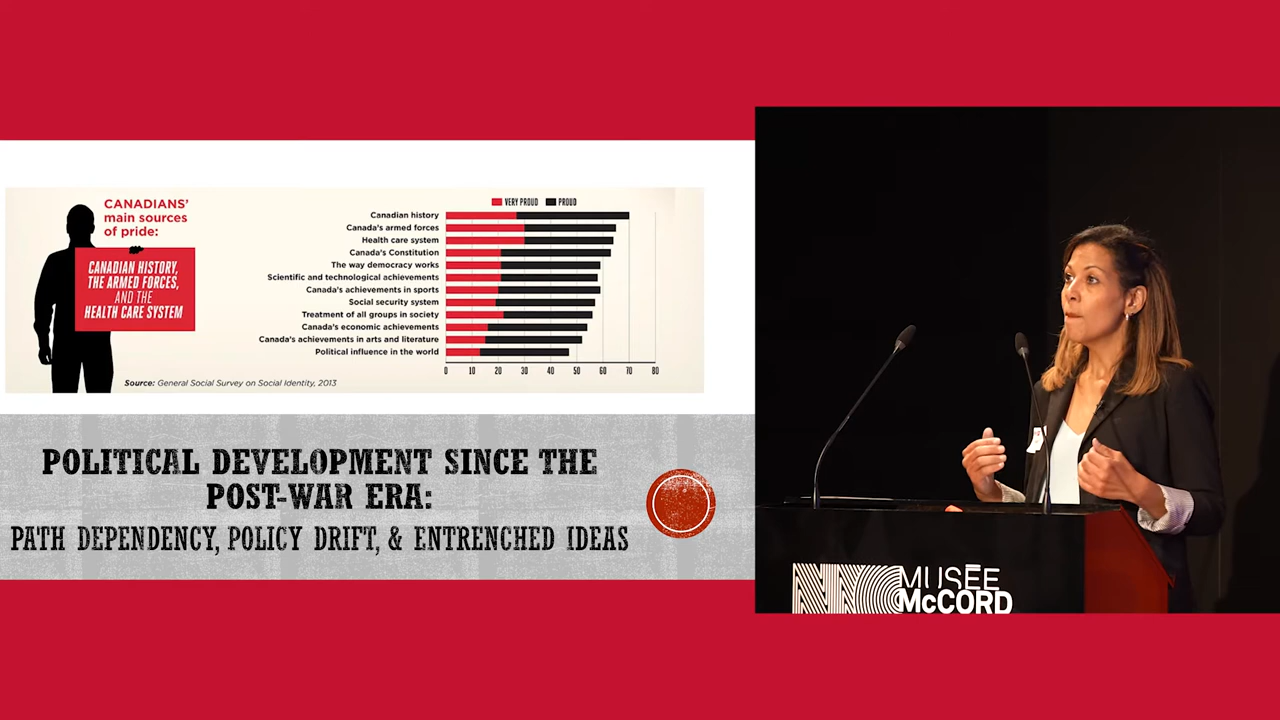 CANADIANS'
main sources
of pride:
CANADIAN HISTORY,
THE ARMED FORCES,
AND THE
HEALTH CARE SYSTEM
VERY PROUD PROUD
Canadian history
Canada's armed forces
Health care system
Canada's Constitution
The way democracy works
Scientific and technological achievements
Canada's achievements in sports
Social security system
Treatment of all groups in society
Canada's economic achievements
Canada's achievements in arts and literature
Political influence in the world
0 10 20 30 40 50 60 70 80
Source: General Social Survey on Social Identity, 2013
POLITICAL DEVELOPMENT SINCE THE
POST-WAR ERA:
PATH DEPENDENCY, POLICY DRIFT, & ENTRENCHED IDEAS
MUSÉE
McCORD